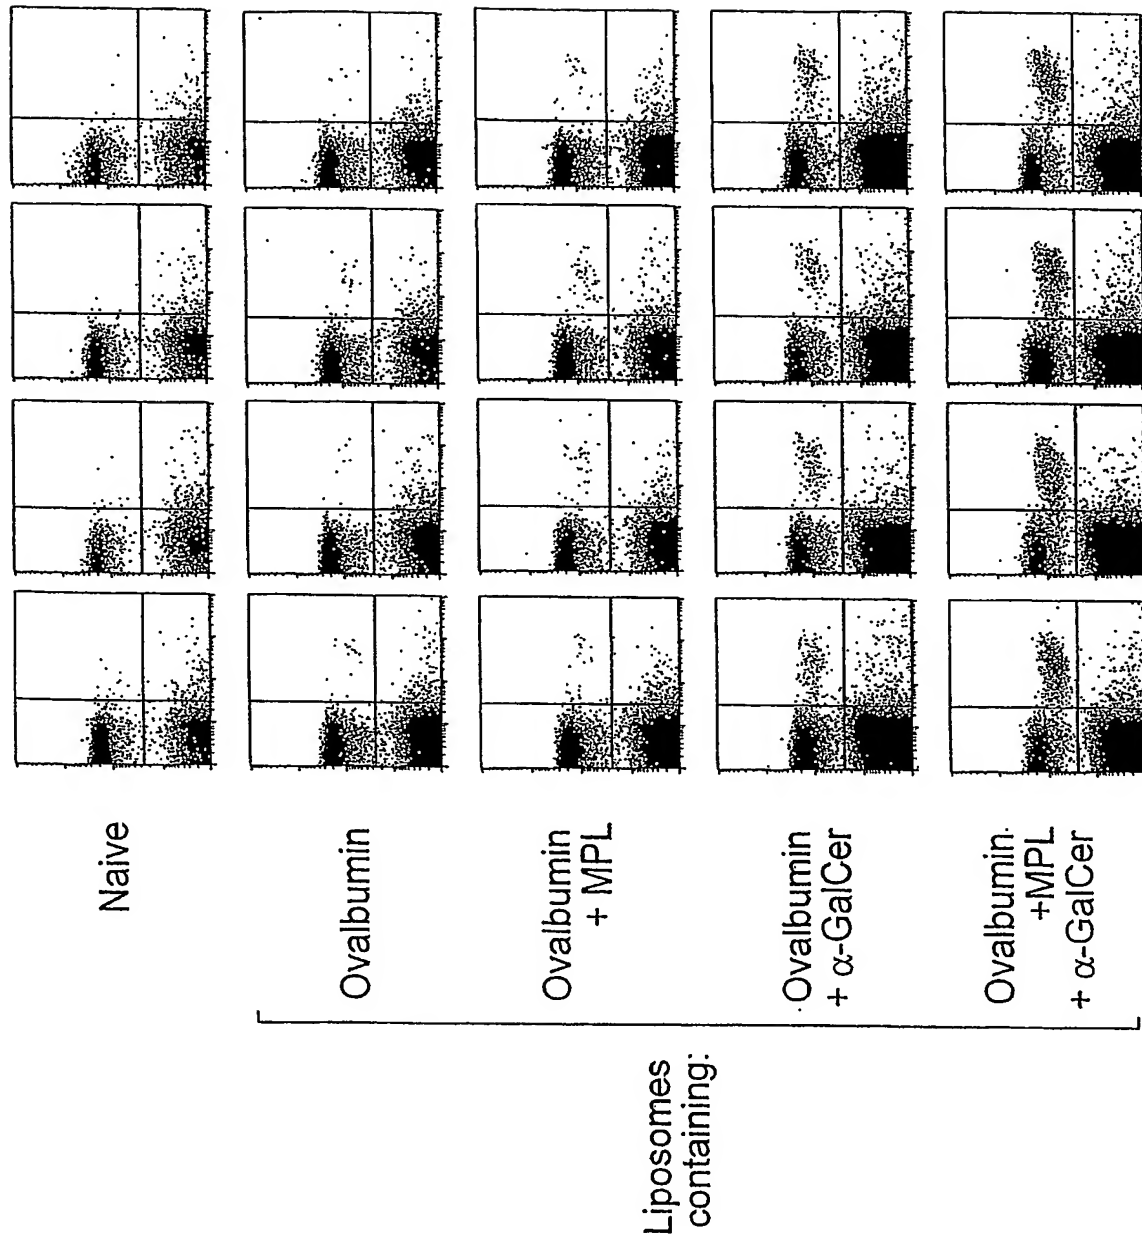 Naive
Liposomes
containing:
Ovalbumin
Ovalbumin
+ MPL
Ovalbumin
+ α-GalCer
Ovalbumin.
+MPL
+ α-GalCer